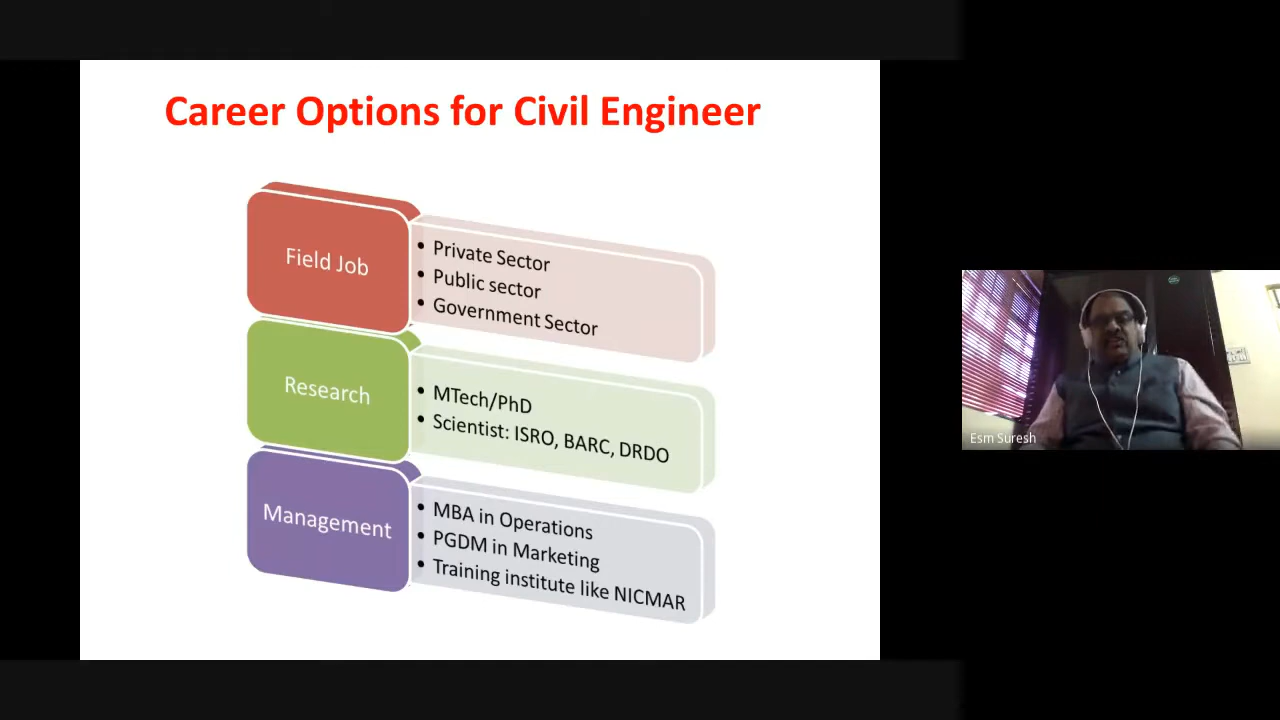 Career Options for Civil Engineer
Field Job
• Private Sector
• Public sector
• Government Sector
Research
• MTech/PhD
• Scientist: ISRO, BARC, DRDO
Management
• MBA in Operations
• PGDM in Marketing
• Training institute like NICMAR
Esm Suresh